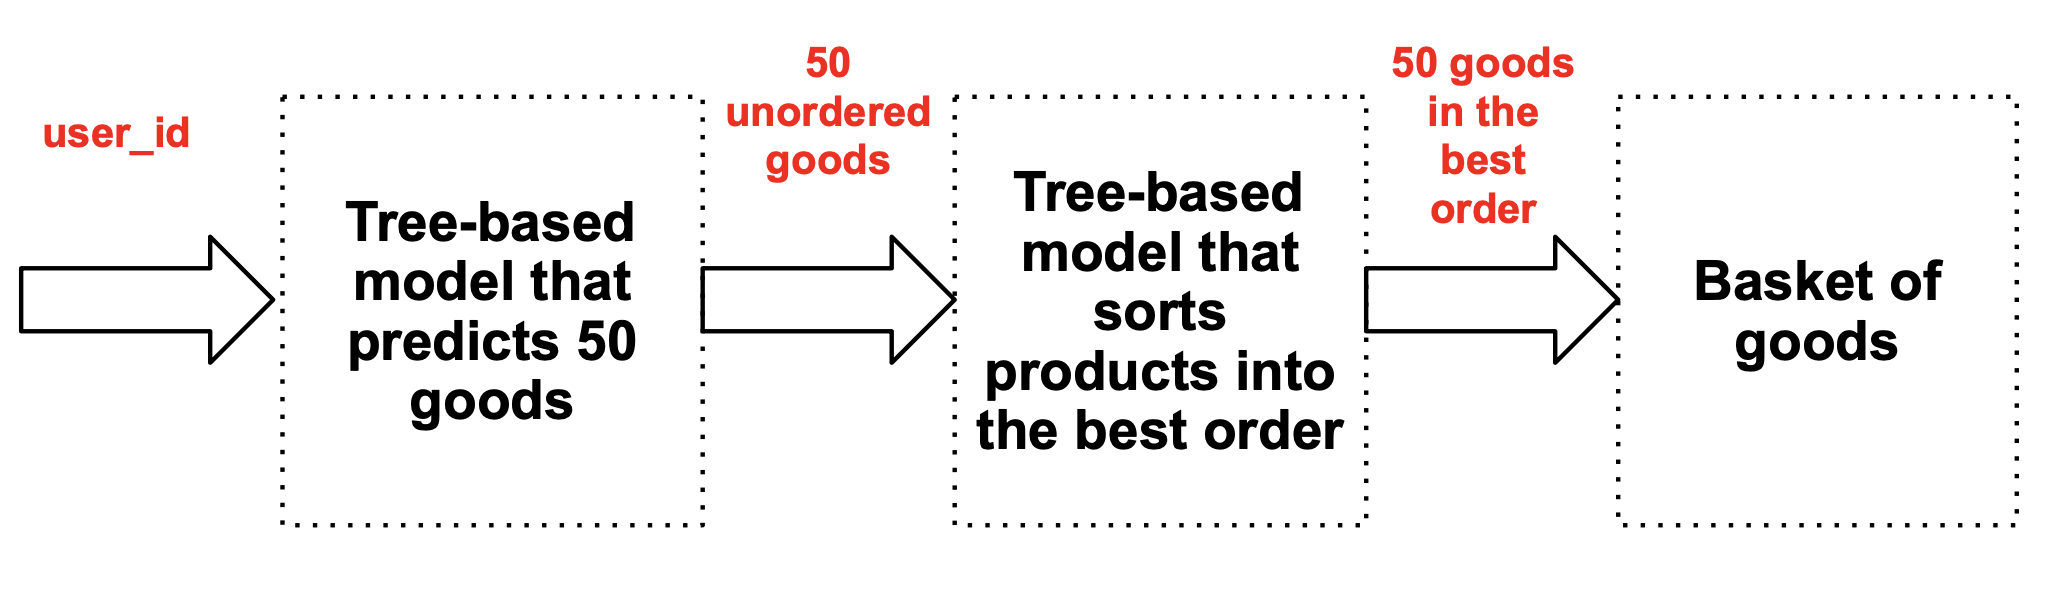 user_id
Tree-based
model that
predicts 50
goods
50
unordered
goods
Tree-based
model that
sorts
products into
the best order
50 goods
in the
best
order
Basket of
goods